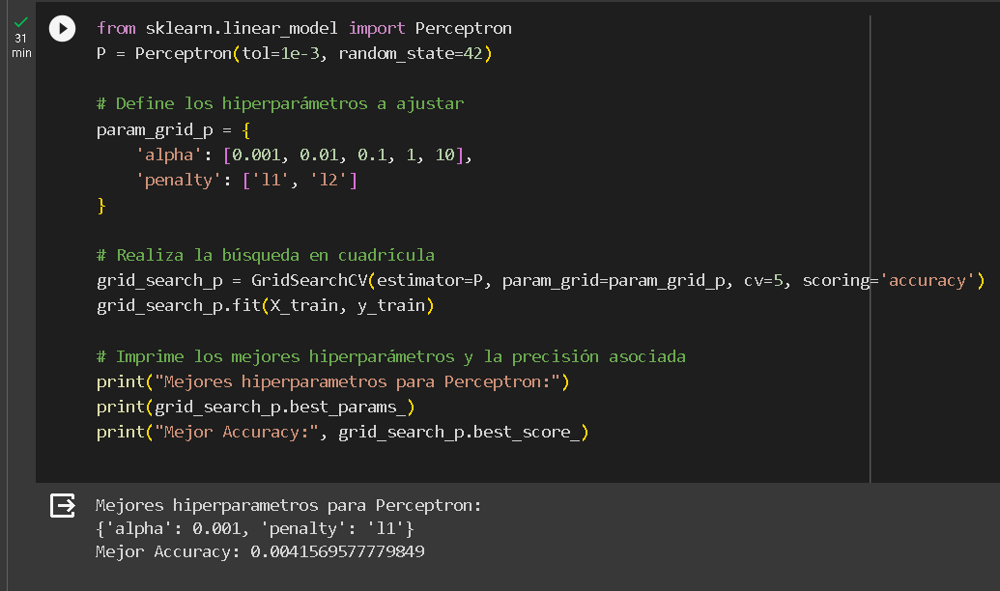 31
min
from sklearn.linear_model import Perceptron
P = Perceptron(tol=1e-3, random_state=42)
# Define los hiperparámetros a ajustar
param_grid_p = {
    'alpha': [0.001, 0.01, 0.1, 1, 10],
    'penalty': ['l1', 'l2']
}
# Realiza la búsqueda en cuadrícula
grid_search_p = GridSearchCV(estimator=P, param_grid=param_grid_p, cv=5, scoring='accuracy')
grid_search_p.fit(X_train, y_train)
# Imprime los mejores hiperparámetros y la precisión asociada
print("Mejores hiperparametros para Perceptron:")
print(grid_search_p.best_params_)
print("Mejor Accuracy:", grid_search_p.best_score_)
Mejores hiperparametros para Perceptron:
{'alpha': 0.001, 'penalty': 'l1'}
Mejor Accuracy: 0.0041569577779849